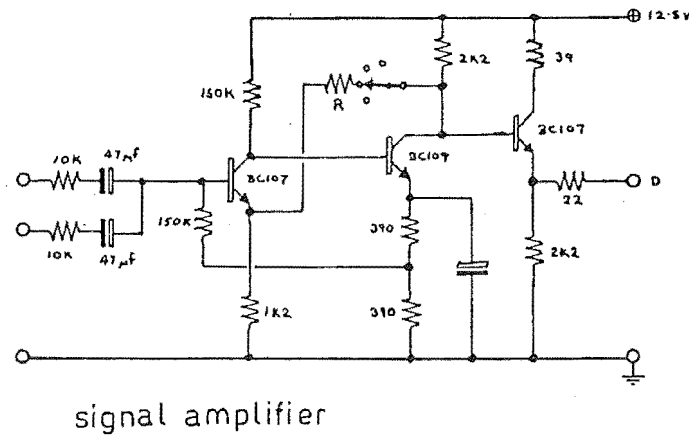 12·5V
2K2
39
150K
R
BC107
BC109
10K
47µf
BC107
D
22
150K
390
10K
47µf
2K2
1K2
390
signal amplifier